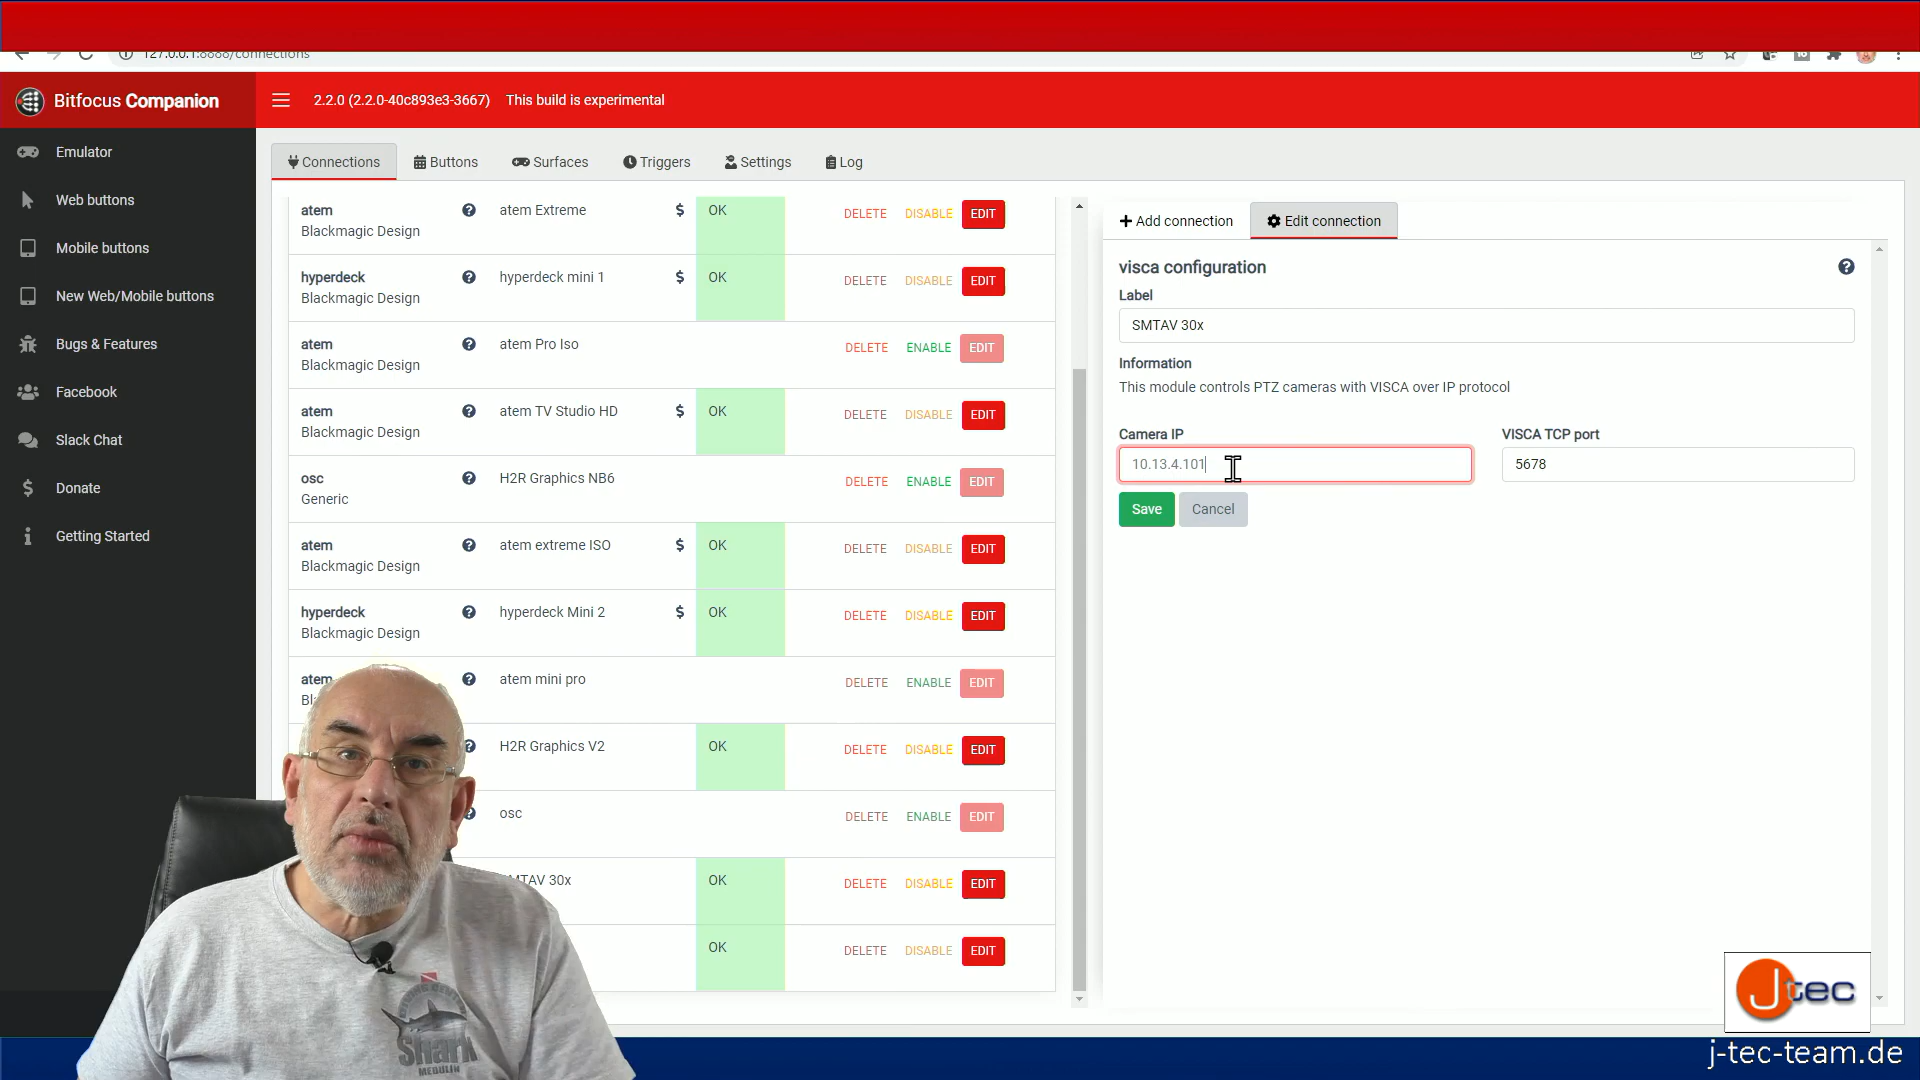 127.0.0.1:8888/connections
Bitfocus Companion
2.2.0 (2.2.0-40c893e3-3667) This build is experimental
Emulator
Web buttons
Mobile buttons
New Web/Mobile buttons
Bugs & Features
Facebook
Slack Chat
Donate
Getting Started
Connections Buttons Surfaces Triggers Settings Log
atem atem Extreme $ OK DELETE DISABLE EDIT
Blackmagic Design
hyperdeck hyperdeck mini 1 $ OK DELETE DISABLE EDIT
Blackmagic Design
atem atem Pro Iso DELETE ENABLE EDIT
Blackmagic Design
atem atem TV Studio HD $ OK DELETE DISABLE EDIT
Blackmagic Design
osc H2R Graphics NB6 DELETE ENABLE EDIT
Generic
atem atem extreme ISO $ OK DELETE DISABLE EDIT
Blackmagic Design
hyperdeck hyperdeck Mini 2 $ OK DELETE DISABLE EDIT
Blackmagic Design
atem atem mini pro DELETE ENABLE EDIT
H2R Graphics V2 OK DELETE DISABLE EDIT
osc DELETE ENABLE EDIT
30x OK DELETE DISABLE EDIT
OK DELETE DISABLE EDIT
Add connection Edit connection
visca configuration
Label
SMTAV 30x
Information
This module controls PTZ cameras with VISCA over IP protocol
Camera IP VISCA TCP port
10.13.4.101 5678
Save Cancel
Shark
MEDULIN
Jtec
j-tec-team.de